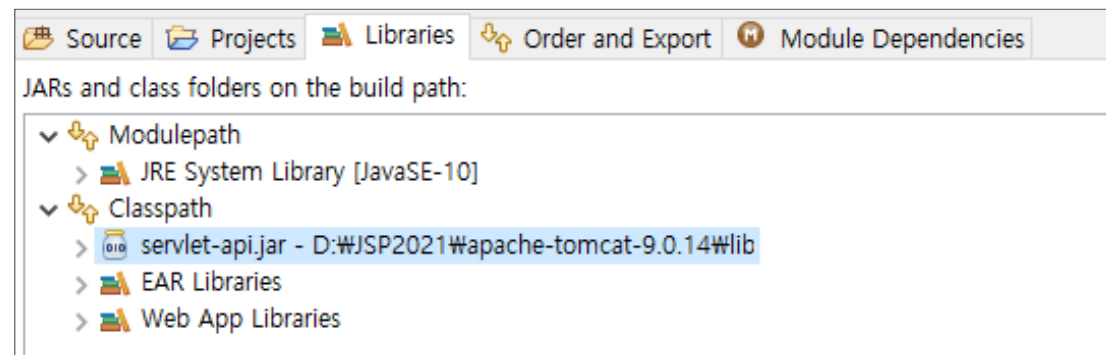 Source Projects Libraries Order and Export Module Dependencies
JARs and class folders on the build path:
Modulepath
JRE System Library [JavaSE-10]
Classpath
servlet-api.jar - D:₩JSP2021₩apache-tomcat-9.0.14₩lib
EAR Libraries
Web App Libraries